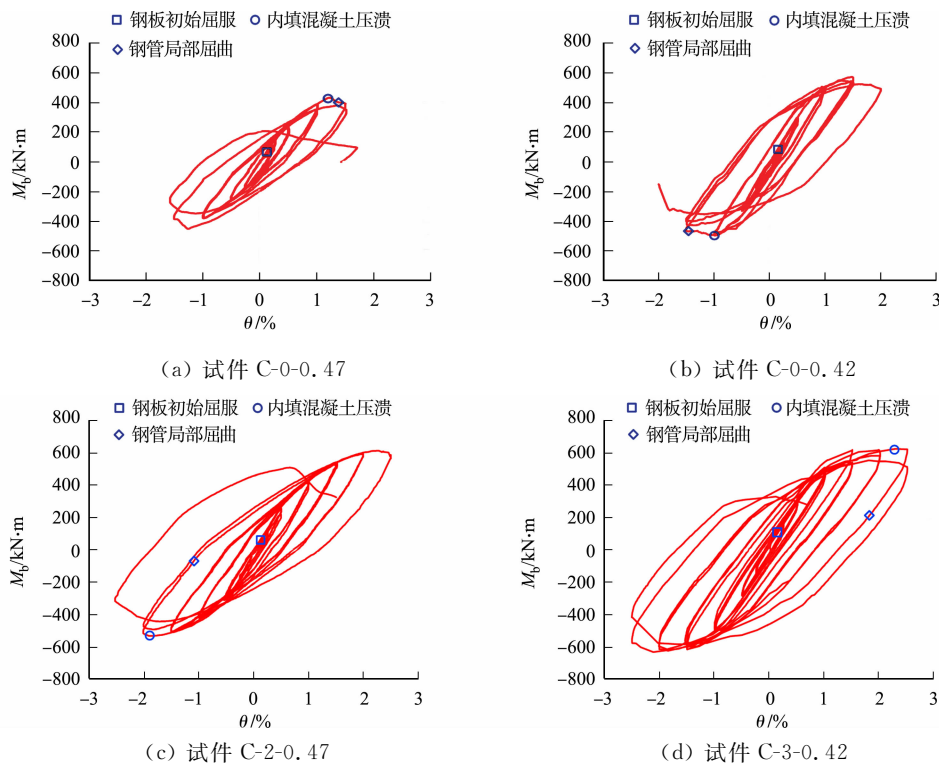 钢板初始屈服 内填混凝土压溃
钢管局部屈曲
800
600
400
200
0
−200
−400
−600
−800
M_b/kN·m
−3 −2 −1 0 1 2 3
θ/%
(a) 试件 C-0-0.47
钢板初始屈服 内填混凝土压溃
钢管局部屈曲
800
600
400
200
0
−200
−400
−600
−800
M_b/kN·m
−3 −2 −1 0 1 2 3
θ/%
(b) 试件 C-0-0.42
钢板初始屈服 内填混凝土压溃
钢管局部屈曲
800
600
400
200
0
−200
−400
−600
−800
M_b/kN·m
−3 −2 −1 0 1 2 3
θ/%
(c) 试件 C-2-0.47
钢板初始屈服 内填混凝土压溃
钢管局部屈曲
800
600
400
200
0
−200
−400
−600
−800
M_b/kN·m
−3 −2 −1 0 1 2 3
θ/%
(d) 试件 C-3-0.42